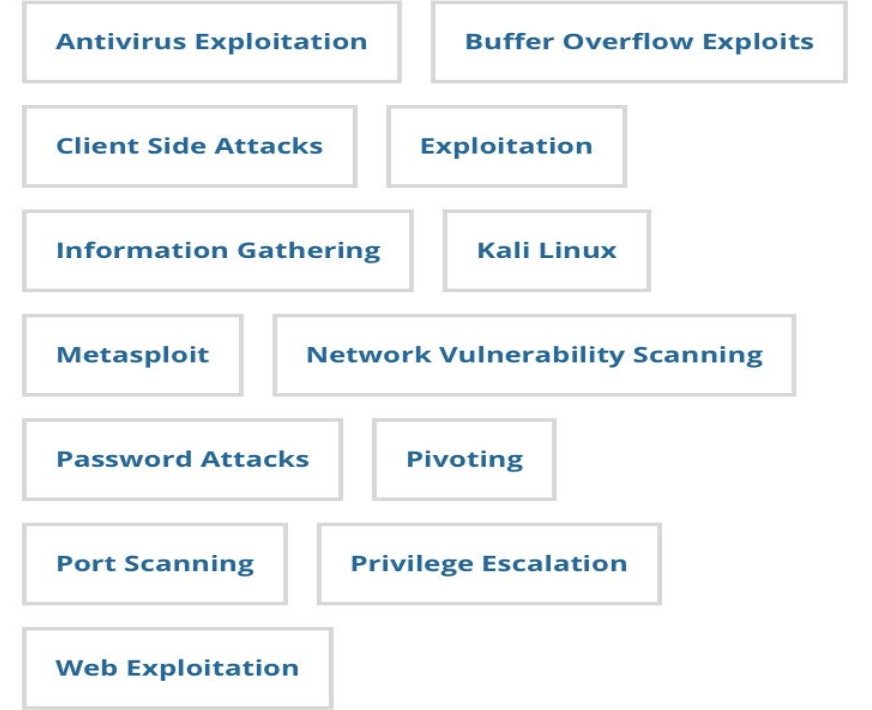 Antivirus Exploitation Buffer Overflow Exploits
Client Side Attacks Exploitation
Information Gathering Kali Linux
Metasploit Network Vulnerability Scanning
Password Attacks Pivoting
Port Scanning Privilege Escalation
Web Exploitation